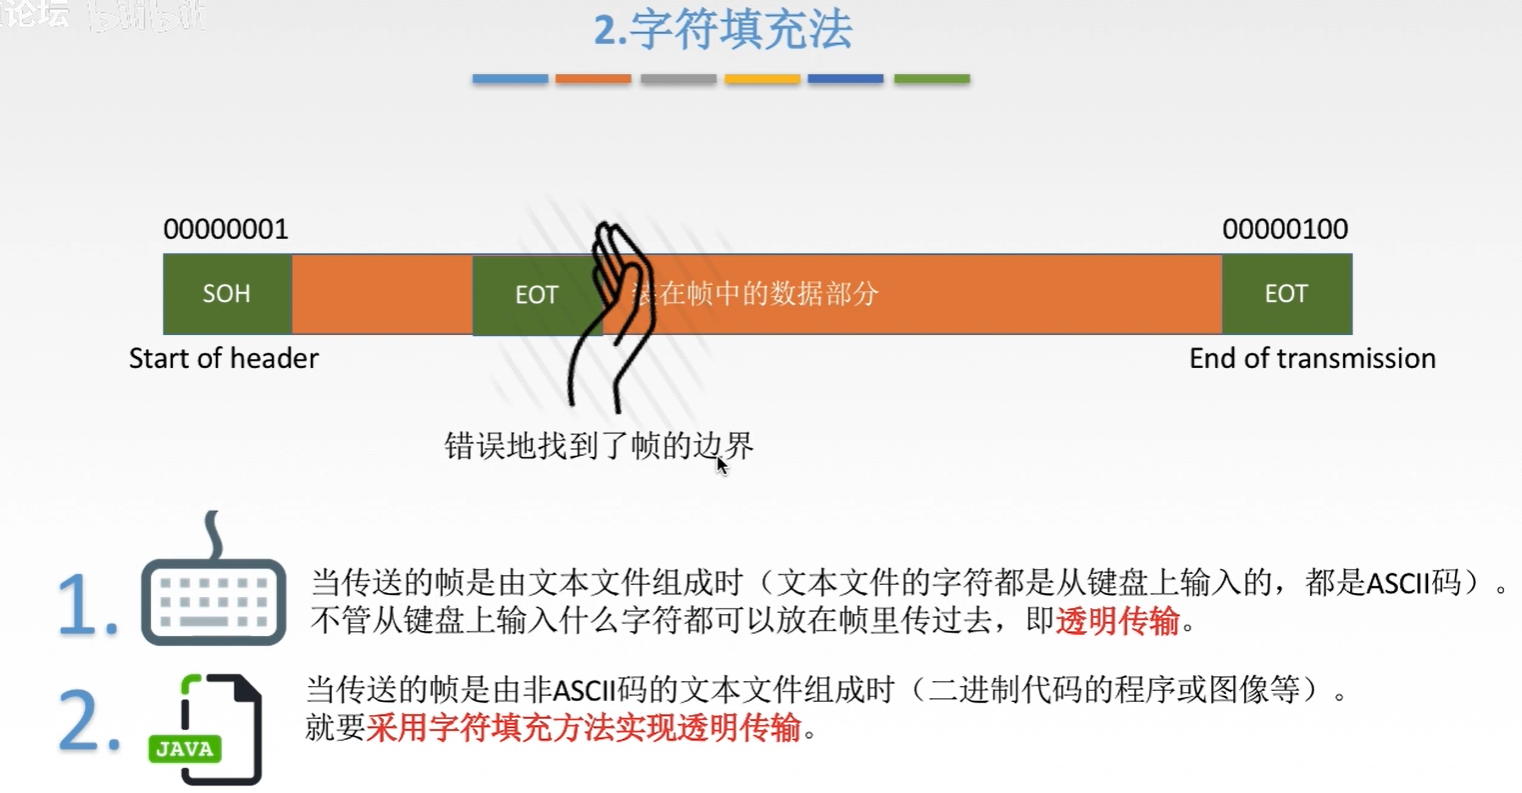 论坛 bilibili
2.字符填充法
00000001
00000100
SOH
EOT
装在帧中的数据部分
EOT
Start of header
End of transmission
错误地找到了帧的边界
1.
当传送的帧是由文本文件组成时（文本文件的字符都是从键盘上输入的，都是ASCII码）。
不管从键盘上输入什么字符都可以放在帧里传过去，即透明传输。
2.
JAVA
当传送的帧是由非ASCII码的文本文件组成时（二进制代码的程序或图像等）。
就要采用字符填充方法实现透明传输。